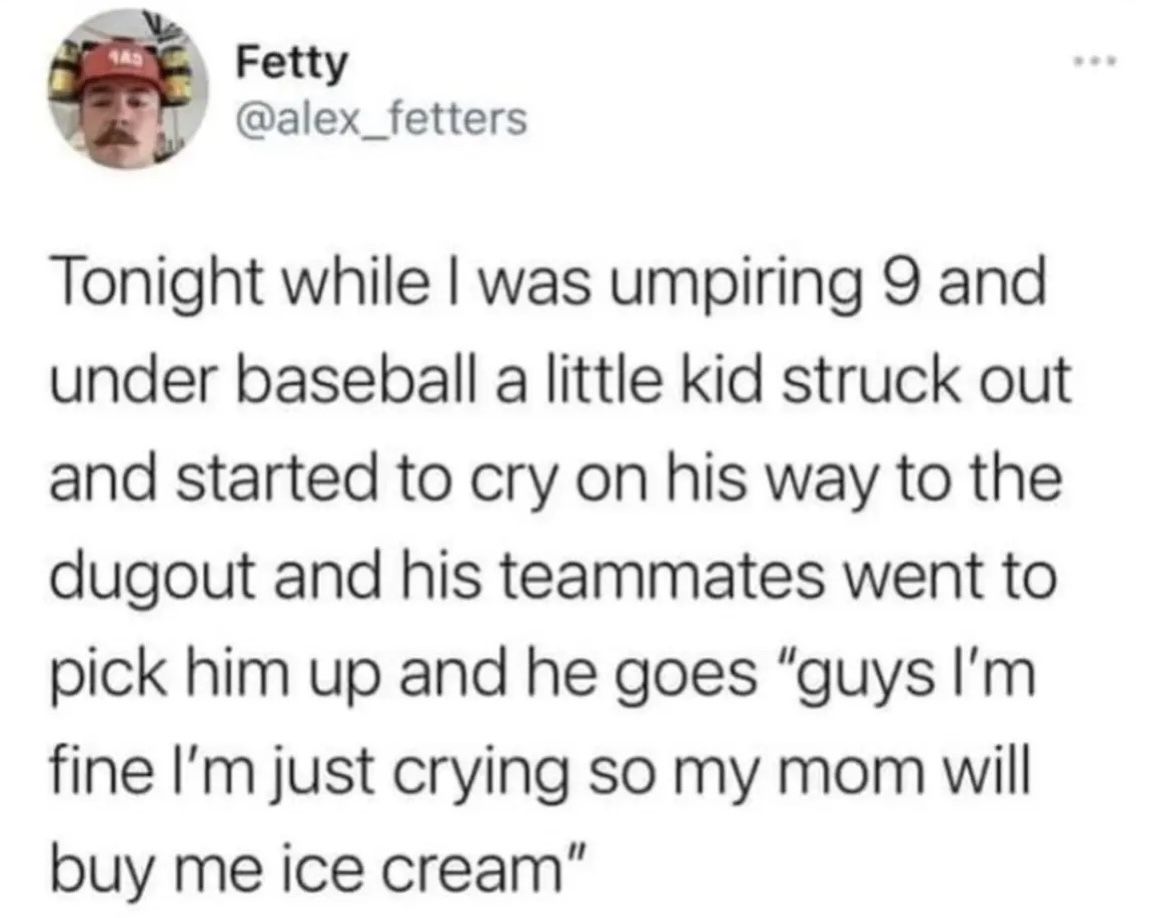 Fetty
@alex_fetters
Tonight while I was umpiring 9 and
under baseball a little kid struck out
and started to cry on his way to the
dugout and his teammates went to
pick him up and he goes “guys I’m
fine I’m just crying so my mom will
buy me ice cream”